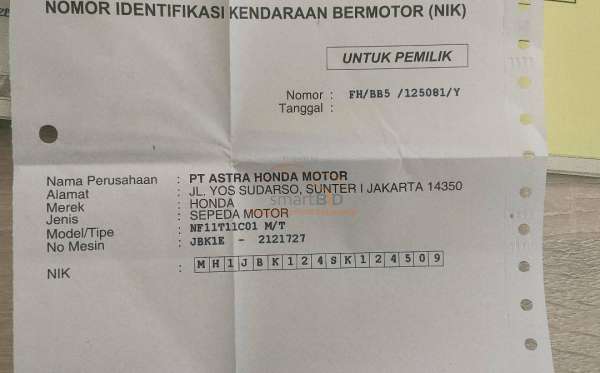 NOMOR IDENTIFIKASI KENDARAAN BERMOTOR (NIK)
UNTUK PEMILIK
Nomor : FH/BB5 /125081/Y
Tanggal :
Nama Perusahaan : PT ASTRA HONDA MOTOR
Alamat : JL. YOS SUDARSO, SUNTER I JAKARTA 14350
Merek : HONDA
smartBID
Jenis : SEPEDA MOTOR
Model/Tipe : NF11T11C01 M/T
No Mesin : JBK1E - 2121727
NIK : MH1JBK124SK124509